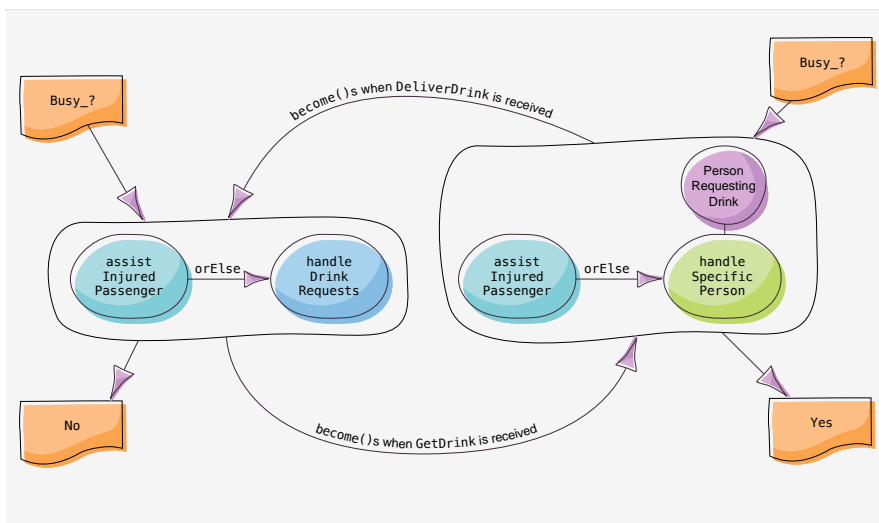 Busy_?
Busy_?
become()s when DeliverDrink is received
Person
Requesting
Drink
assist
Injured
Passenger
orElse
handle
Drink
Requests
assist
Injured
Passenger
orElse
handle
Specific
Person
No
become()s when GetDrink is received
Yes